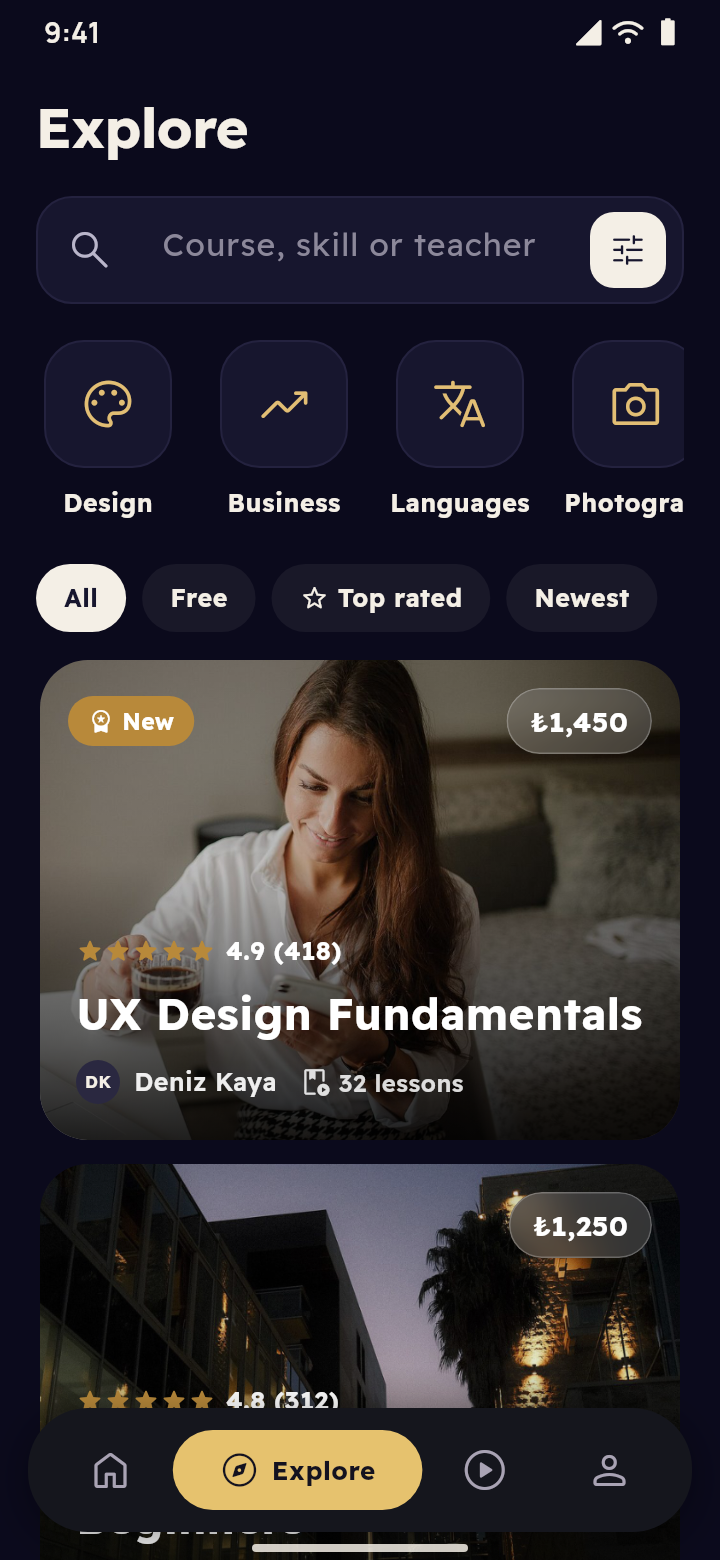 9:41
Explore
Course, skill or teacher
Design Business Languages Photogra
All Free Top rated Newest
New ₺1,450
4.9 (418)
UX Design Fundamentals
DK Deniz Kaya 32 lessons
₺1,250
4.8 (312)
Explore